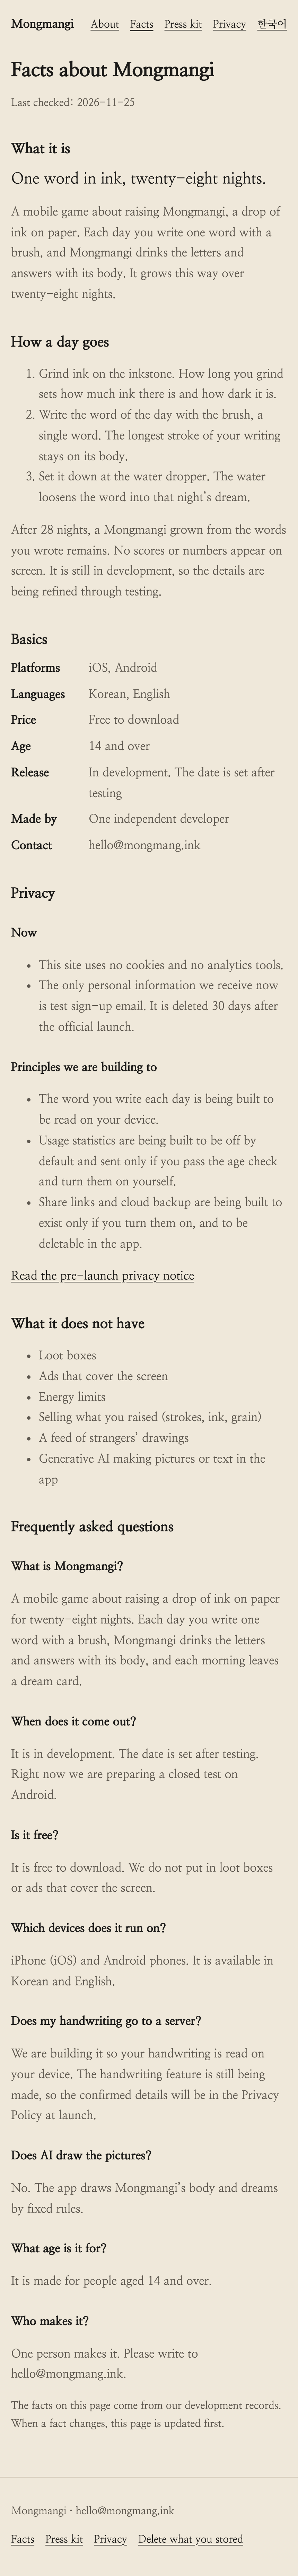 Mongmangi About Facts Press kit Privacy 한국어
Facts about Mongmangi
Last checked: 2026-11-25
What it is
One word in ink, twenty-eight nights.
A mobile game about raising Mongmangi, a drop of
ink on paper. Each day you write one word with a
brush, and Mongmangi drinks the letters and
answers with its body. It grows this way over
twenty-eight nights.
How a day goes
1. Grind ink on the inkstone. How long you grind
sets how much ink there is and how dark it is.
2. Write the word of the day with the brush, a
single word. The longest stroke of your writing
stays on its body.
3. Set it down at the water dropper. The water
loosens the word into that night's dream.
After 28 nights, a Mongmangi grown from the words
you wrote remains. No scores or numbers appear on
screen. It is still in development, so the details are
being refined through testing.
Basics
Platforms iOS, Android
Languages Korean, English
Price Free to download
Age 14 and over
Release In development. The date is set after
testing
Made by One independent developer
Contact hello@mongmang.ink
Privacy
Now
• This site uses no cookies and no analytics tools.
• The only personal information we receive now
is test sign-up email. It is deleted 30 days after
the official launch.
Principles we are building to
• The word you write each day is being built to
be read on your device.
• Usage statistics are being built to be off by
default and sent only if you pass the age check
and turn them on yourself.
• Share links and cloud backup are being built to
exist only if you turn them on, and to be
deletable in the app.
Read the pre-launch privacy notice
What it does not have
• Loot boxes
• Ads that cover the screen
• Energy limits
• Selling what you raised (strokes, ink, grain)
• A feed of strangers' drawings
• Generative AI making pictures or text in the
app
Frequently asked questions
What is Mongmangi?
A mobile game about raising a drop of ink on paper
for twenty-eight nights. Each day you write one
word with a brush, Mongmangi drinks the letters
and answers with its body, and each morning leaves
a dream card.
When does it come out?
It is in development. The date is set after testing.
Right now we are preparing a closed test on
Android.
Is it free?
It is free to download. We do not put in loot boxes
or ads that cover the screen.
Which devices does it run on?
iPhone (iOS) and Android phones. It is available in
Korean and English.
Does my handwriting go to a server?
We are building it so your handwriting is read on
your device. The handwriting feature is still being
made, so the confirmed details will be in the Privacy
Policy at launch.
Does AI draw the pictures?
No. The app draws Mongmangi's body and dreams
by fixed rules.
What age is it for?
It is made for people aged 14 and over.
Who makes it?
One person makes it. Please write to
hello@mongmang.ink.
The facts on this page come from our development records.
When a fact changes, this page is updated first.
Mongmangi · hello@mongmang.ink
Facts Press kit Privacy Delete what you stored